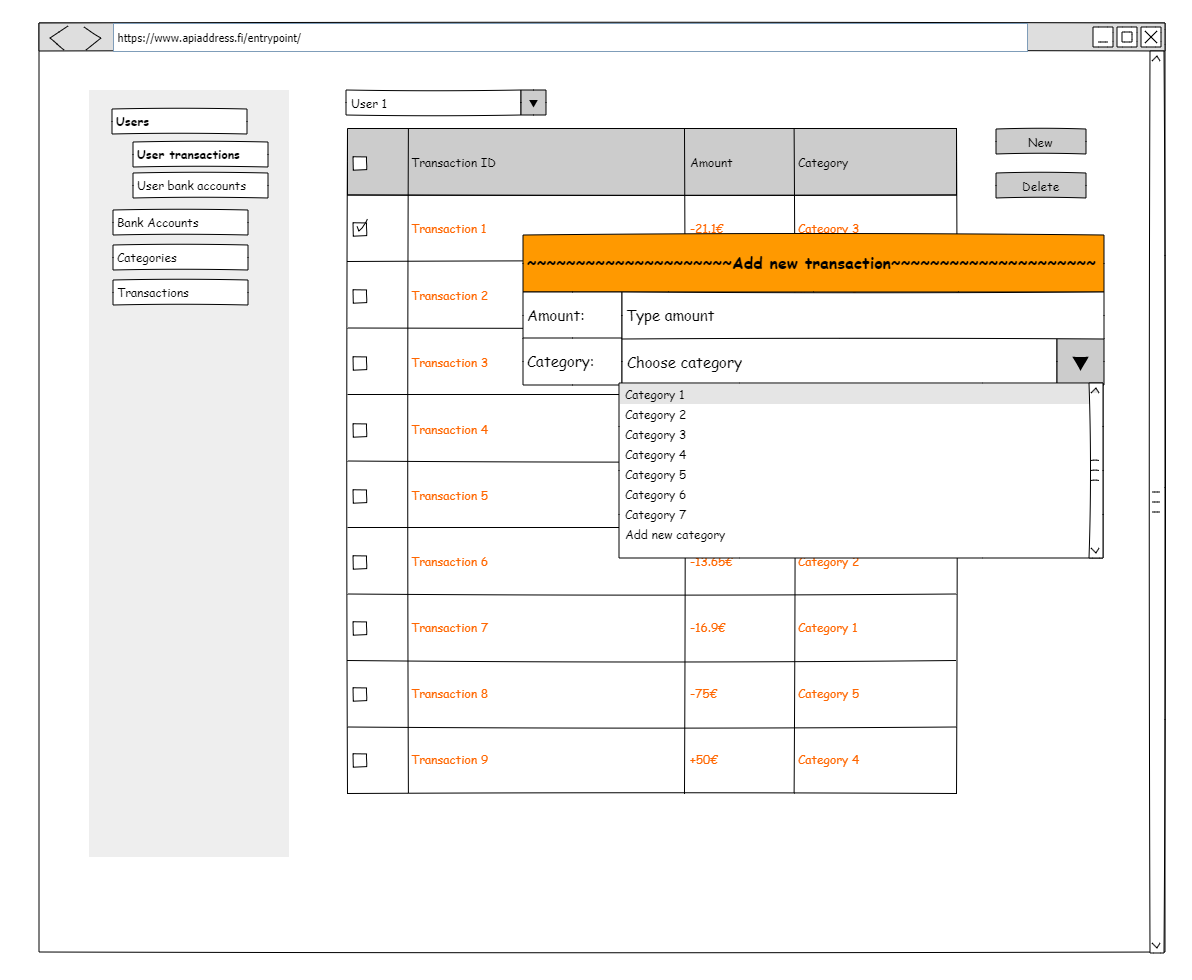 https://www.apiaddress.fi/entrypoint/
User 1
Users
User transactions
User bank accounts
Bank Accounts
Categories
Transactions
New
Delete
Transaction ID Amount Category
Transaction 1 -21.1€ Category 3
Transaction 2
Transaction 3
Transaction 4
Transaction 5
Transaction 6 -13.65€ Category 2
Transaction 7 -16.9€ Category 1
Transaction 8 -75€ Category 5
Transaction 9 +50€ Category 4
~~~~~~~~~~~~~~~~~~~~~Add new transaction~~~~~~~~~~~~~~~~~~~~~
Amount: Type amount
Category: Choose category
Category 1
Category 2
Category 3
Category 4
Category 5
Category 6
Category 7
Add new category